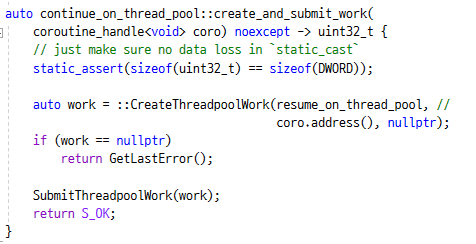 auto continue_on_thread_pool::create_and_submit_work(
    coroutine_handle<void> coro) noexcept -> uint32_t {
    // just make sure no data loss in `static_cast`
    static_assert(sizeof(uint32_t) == sizeof(DWORD));

    auto work = ::CreateThreadpoolWork(resume_on_thread_pool, //
                                       coro.address(), nullptr);
    if (work == nullptr)
        return GetLastError();

    SubmitThreadpoolWork(work);
    return S_OK;
}